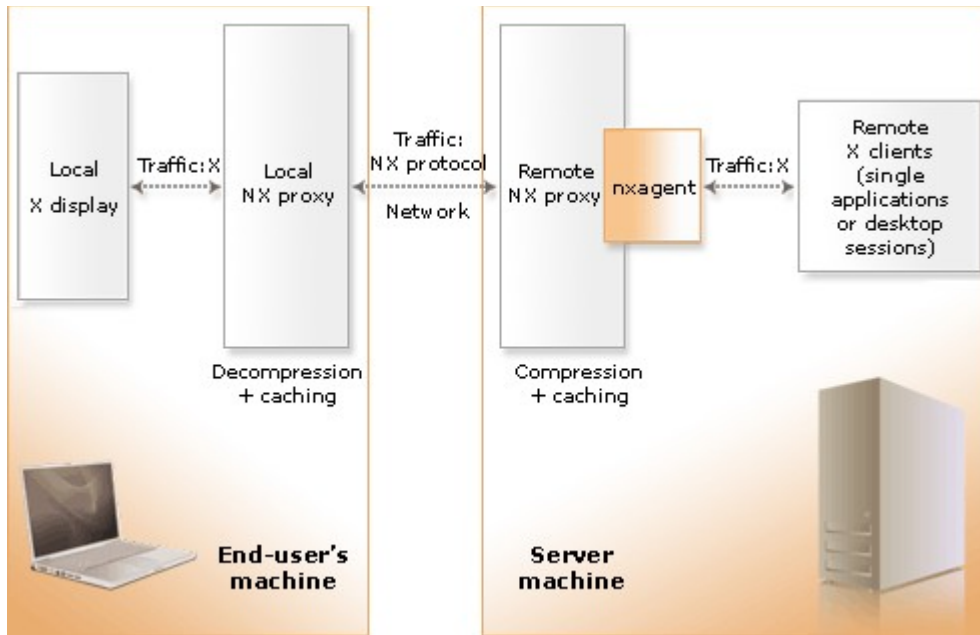 Local
X display
Traffic: X
Local
NX proxy
Decompression
+ caching
Traffic:
NX protocol
Network
Remote
NX proxy
nxagent
Compression
+ caching
Traffic: X
Remote
X clients
(single
applications
or desktop
sessions)
End-user's
machine
Server
machine